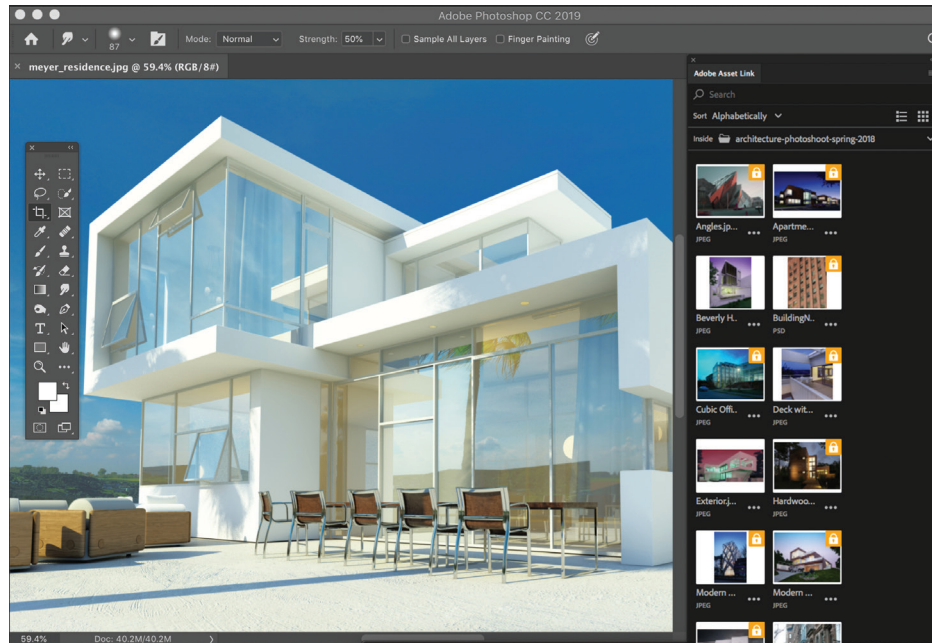 Adobe Photoshop CC 2019
87
Mode: Normal
Strength: 50%
Sample All Layers
Finger Painting
× meyer_residence.jpg @ 59.4% (RGB/8#)
Adobe Asset Link
Search
Sort Alphabetically
Inside architecture-photoshoot-spring-2018
Angles.jp... ••• Apartme... •••
JPEG JPEG
Beverly H.. ••• BuildingN.. •••
JPEG PSD
Cubic Offi.. ••• Deck wit... •••
JPEG JPEG
Exterior.j... ••• Hardwoo... •••
JPEG JPEG
Modern ... ••• Modern ... •••
JPEG JPEG
T
59.4% Doc: 40.2M/40.2M